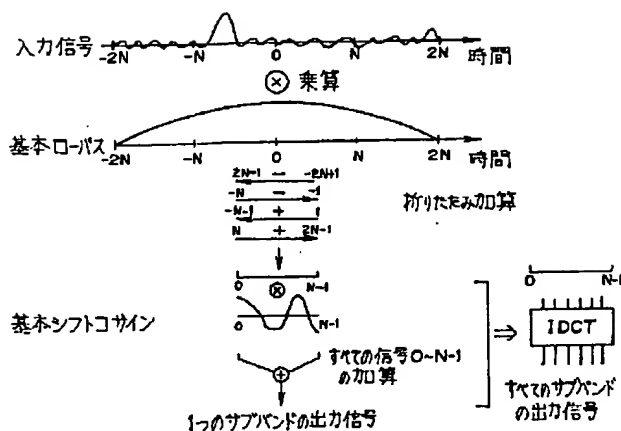 入力信号
-2N -N 0 N 2N 時間
⊗ 乗算
基本ローパス
-2N -N 0 N 2N 時間
2N-1 − -2N+1
-N − -1
-N-1 + 1
N + 2N-1
折りたたみ加算
0 ⊗ N-1
基本シフトコサイン
0 N-1
⊕
すべての信号0~N-1
の加算
1つのサブバンドの出力信号
⇒
0 N-1
IDCT
すべてのサブバンド
の出力信号